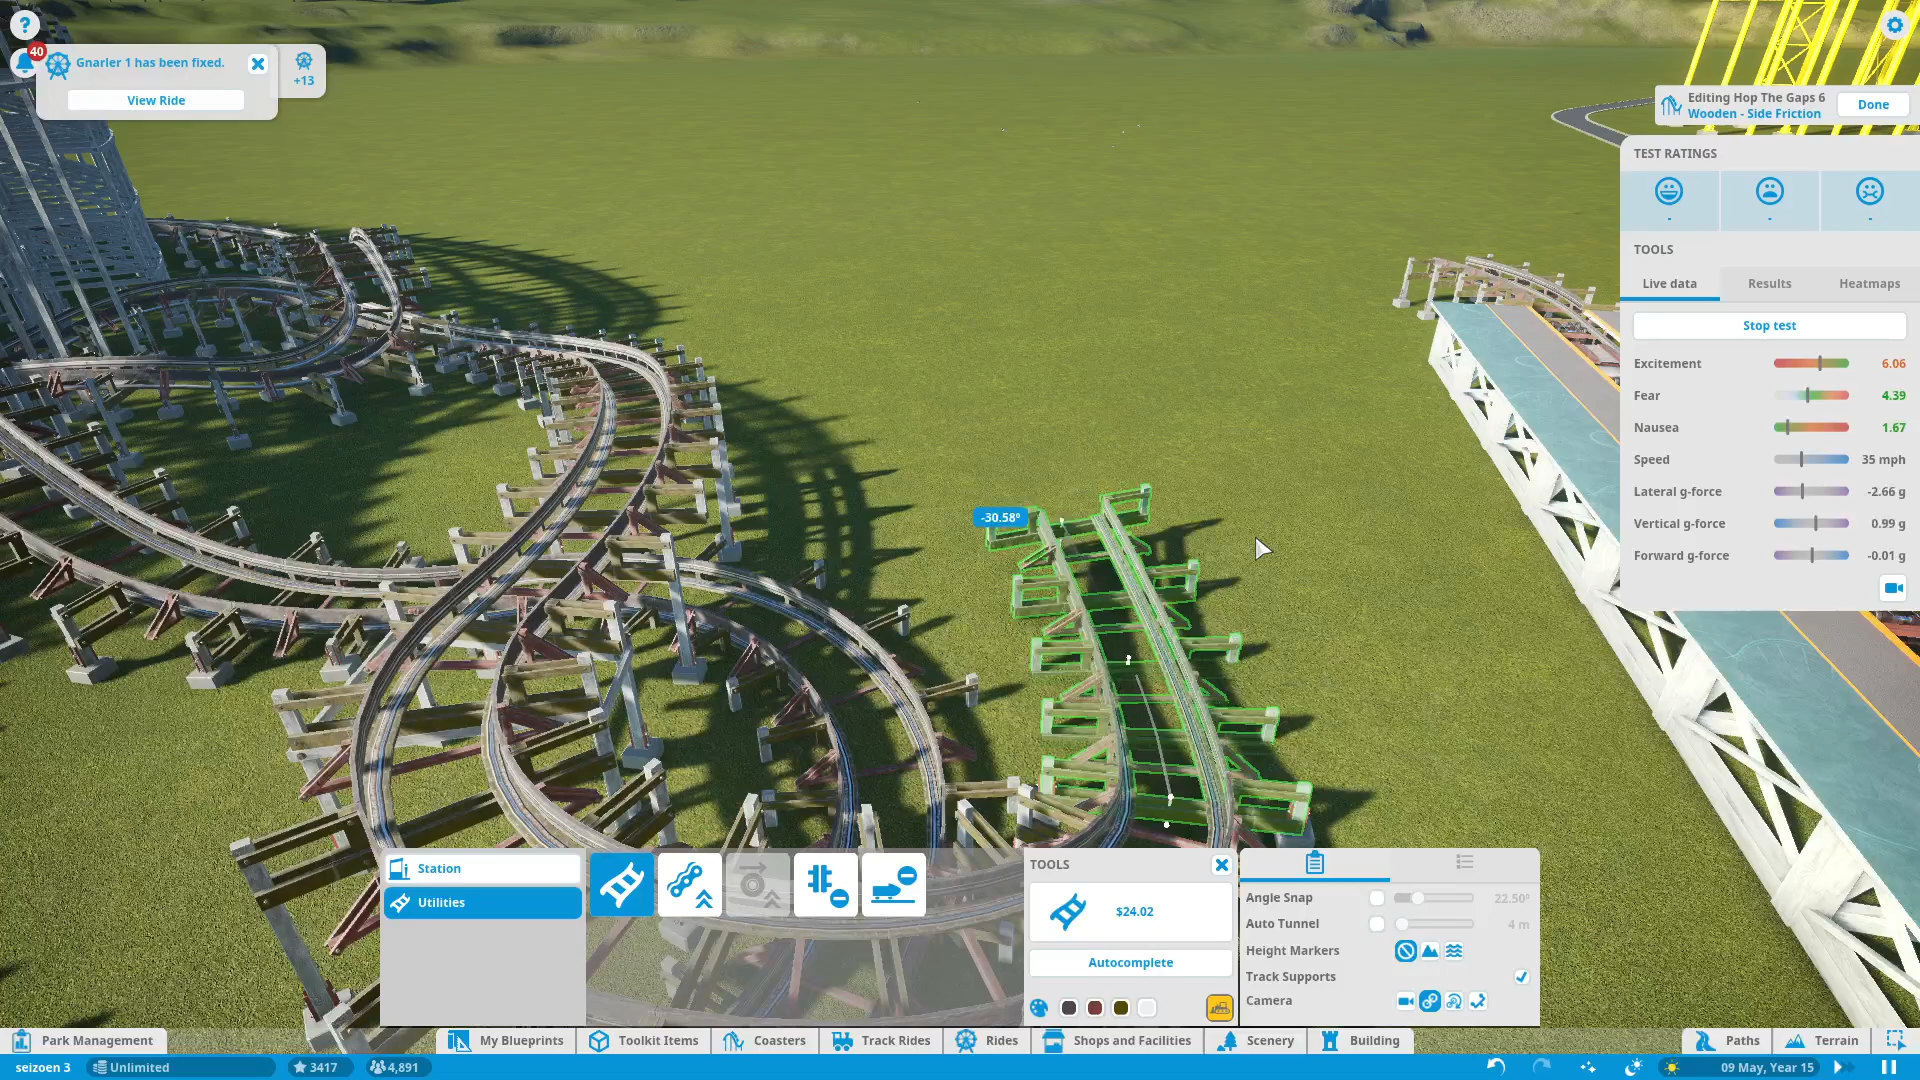 ?
40
Gnarler 1 has been fixed.
View Ride
+13
Editing Hop The Gaps 6
Wooden - Side Friction
Done
TEST RATINGS
- - -
TOOLS
Live data Results Heatmaps
Stop test
Excitement 6.06
Fear 4.39
Nausea 1.67
Speed 35 mph
Lateral g-force -2.66 g
Vertical g-force 0.99 g
Forward g-force -0.01 g
-30.58°
Station
Utilities
TOOLS
$24.02
Autocomplete
Angle Snap 22.50°
Auto Tunnel 4 m
Height Markers
Track Supports
Camera
Park Management My Blueprints Toolkit Items Coasters Track Rides Rides Shops and Facilities Scenery Building Paths Terrain
seizoen 3 Unlimited 3417 4,891 09 May, Year 15